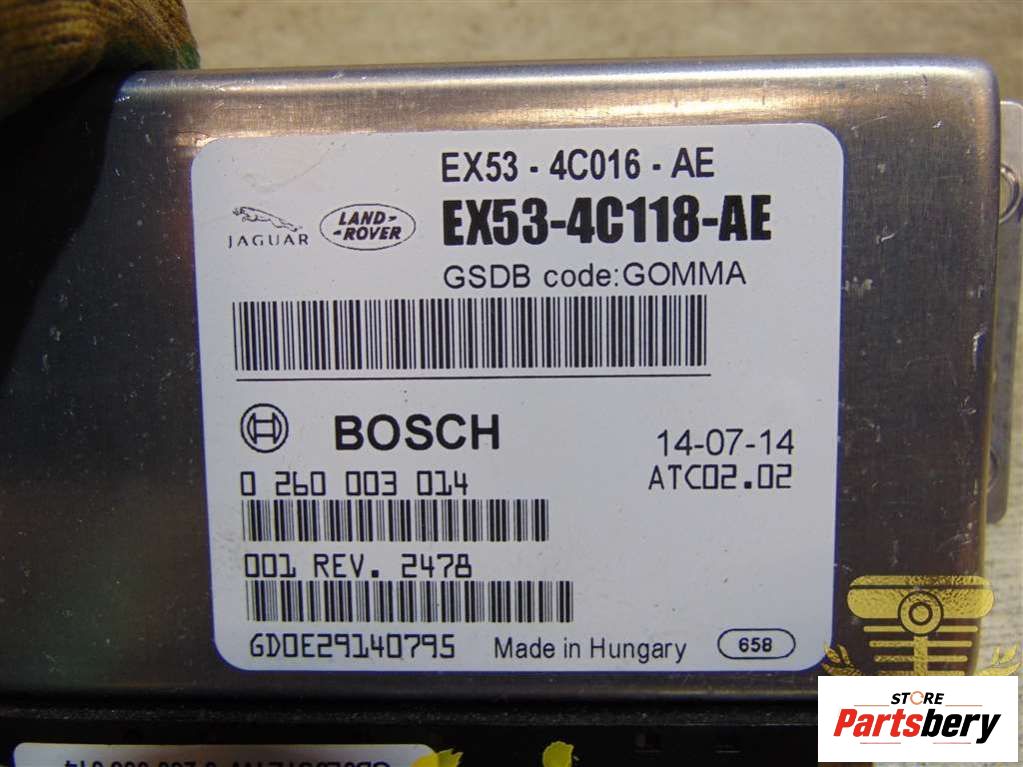 EX53 - 4C016 - AE
JAGUAR LAND-ROVER EX53-4C118-AE
GSDB code:GOMMA
BOSCH 14-07-14
0 260 003 014 ATC02.02
001 REV. 2478
GD0E29140795 Made in Hungary 658
STORE
Partsbery